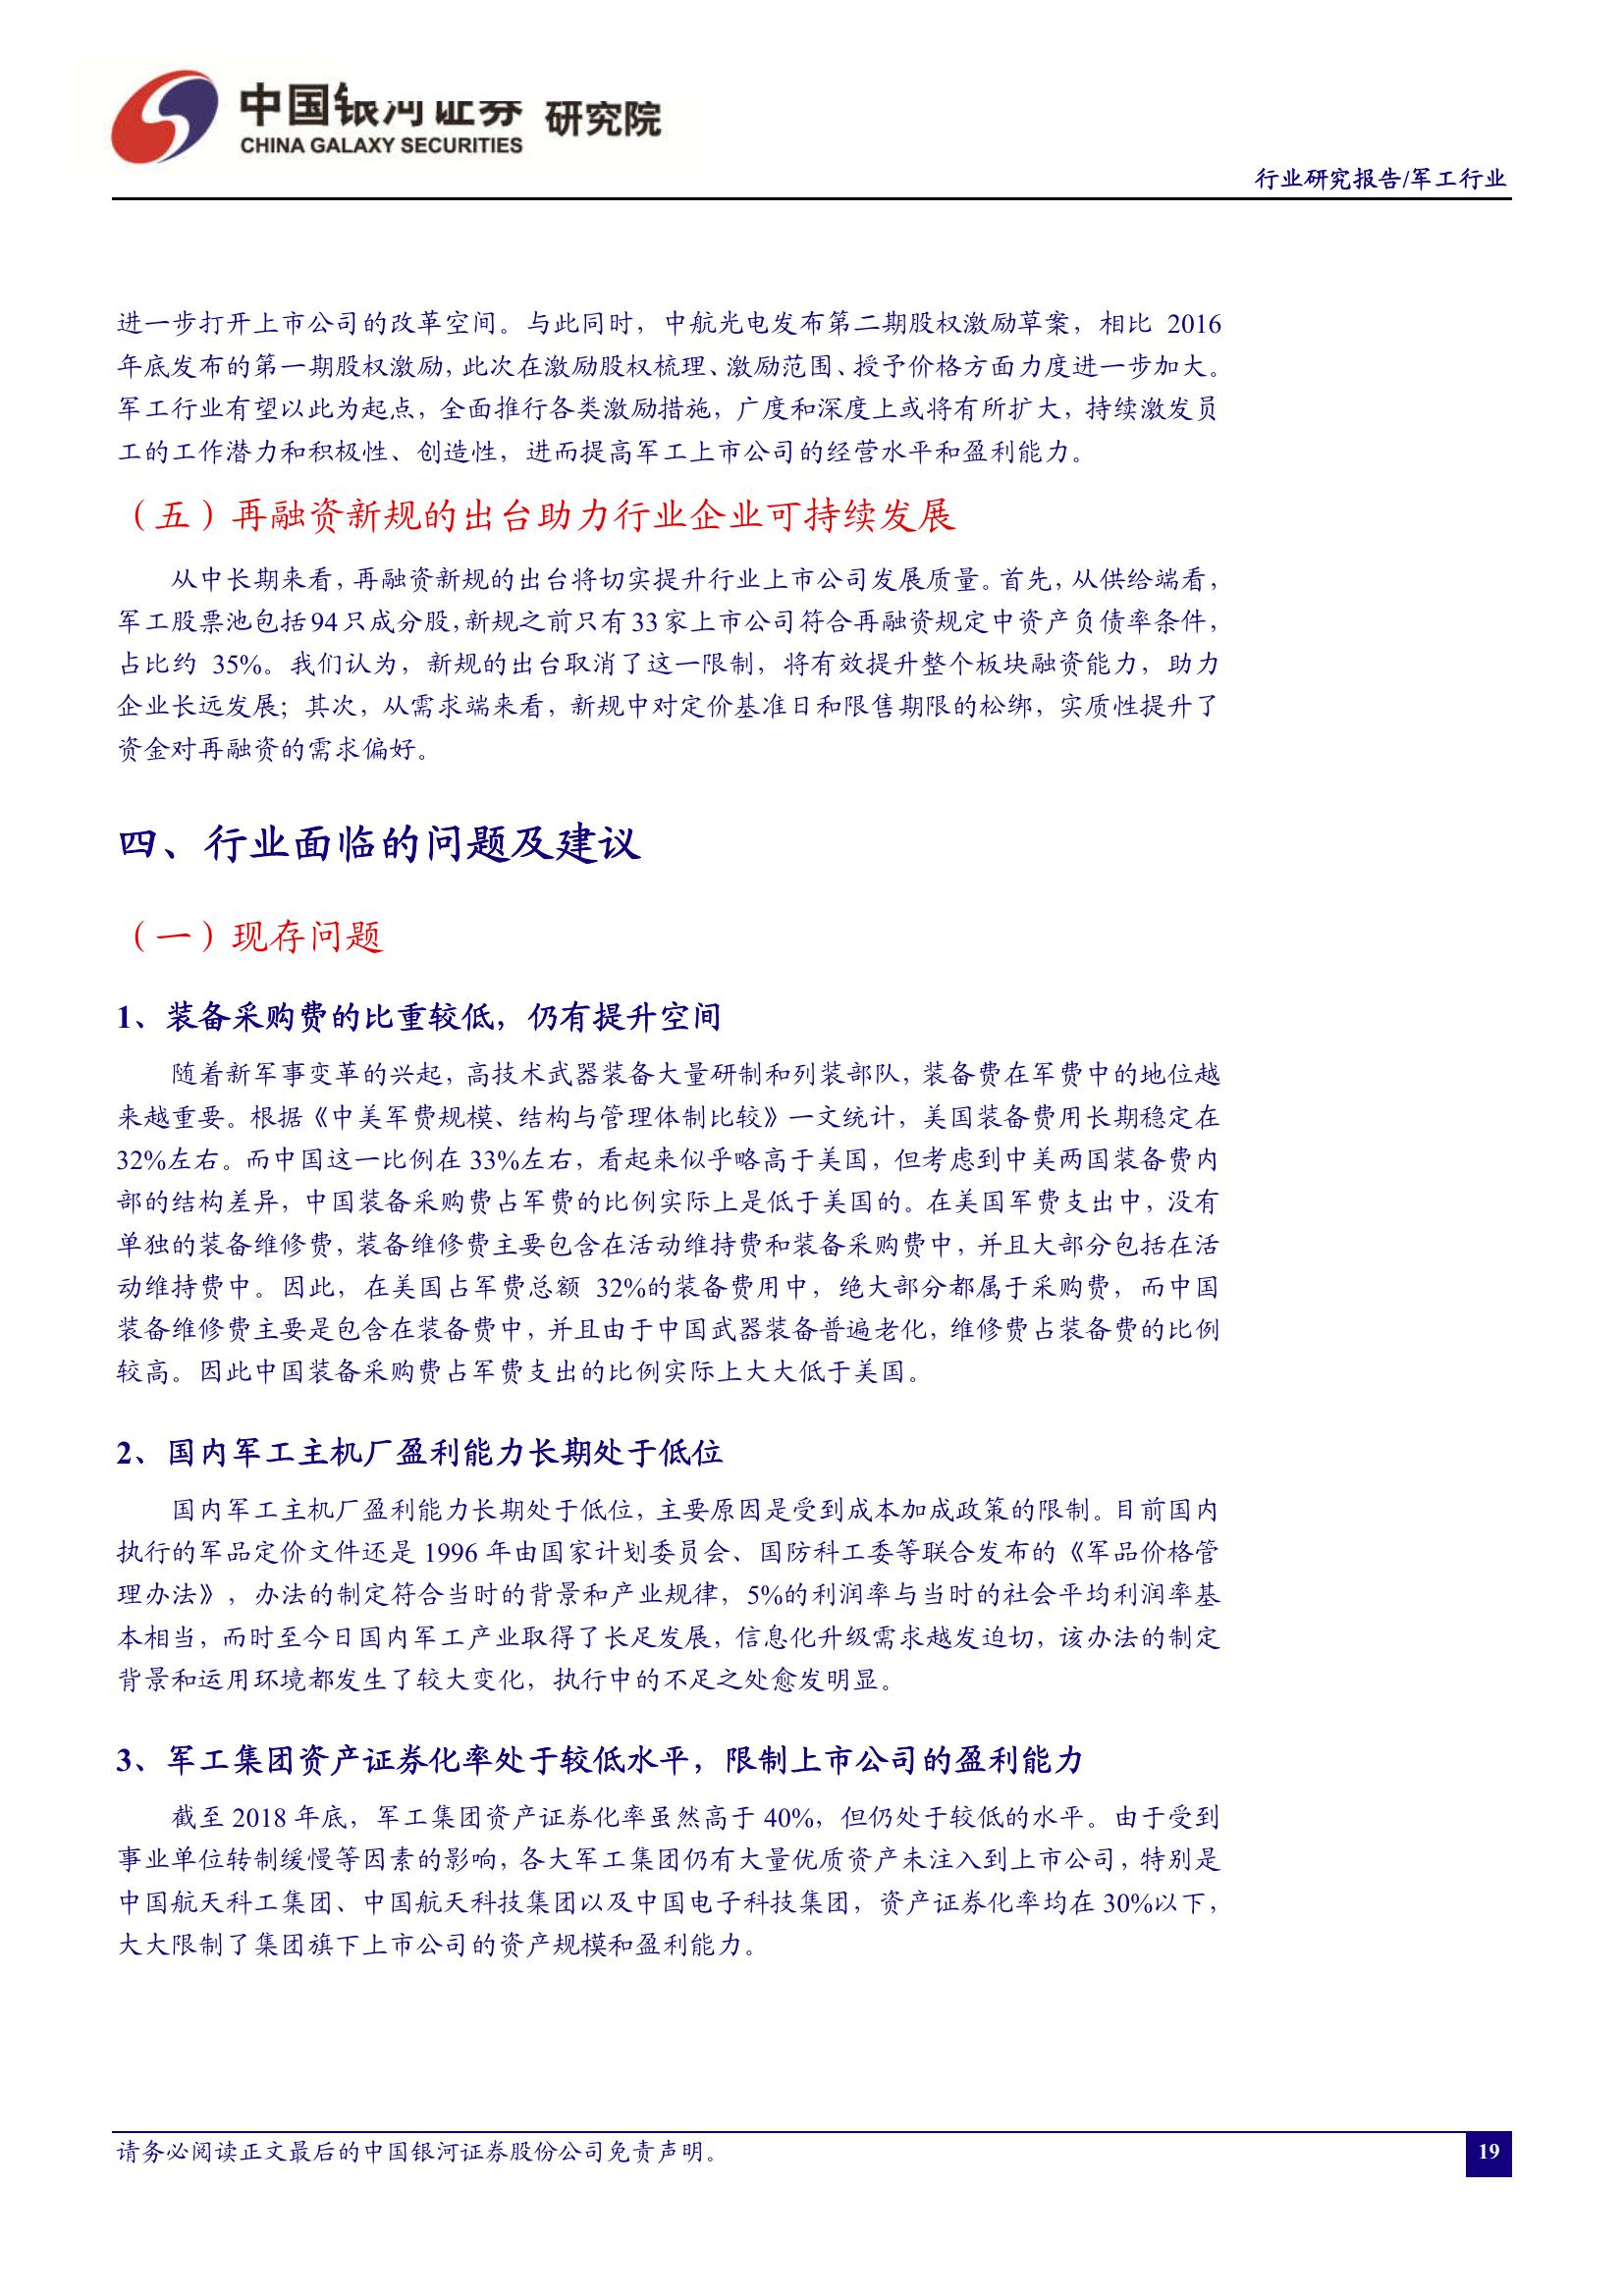 中国银河证券 研究院
CHINA GALAXY SECURITIES
行业研究报告/军工行业
进一步打开上市公司的改革空间。与此同时，中航光电发布第二期股权激励草案，相比 2016
年底发布的第一期股权激励，此次在激励股权梳理、激励范围、授予价格方面力度进一步加大。
军工行业有望以此为起点，全面推行各类激励措施，广度和深度上或将有所扩大，持续激发员
工的工作潜力和积极性、创造性，进而提高军工上市公司的经营水平和盈利能力。
（五）再融资新规的出台助力行业企业可持续发展
从中长期来看，再融资新规的出台将切实提升行业上市公司发展质量。首先，从供给端看，
军工股票池包括94只成分股，新规之前只有33家上市公司符合再融资规定中资产负债率条件，
占比约 35%。我们认为，新规的出台取消了这一限制，将有效提升整个板块融资能力，助力
企业长远发展；其次，从需求端来看，新规中对定价基准日和限售期限的松绑，实质性提升了
资金对再融资的需求偏好。
四、行业面临的问题及建议
（一）现存问题
1、装备采购费的比重较低，仍有提升空间
随着新军事变革的兴起，高技术武器装备大量研制和列装部队，装备费在军费中的地位越
来越重要。根据《中美军费规模、结构与管理体制比较》一文统计，美国装备费用长期稳定在
32%左右。而中国这一比例在 33%左右，看起来似乎略高于美国，但考虑到中美两国装备费内
部的结构差异，中国装备采购费占军费的比例实际上是低于美国的。在美国军费支出中，没有
单独的装备维修费，装备维修费主要包含在活动维持费和装备采购费中，并且大部分包括在活
动维持费中。因此，在美国占军费总额 32%的装备费用中，绝大部分都属于采购费，而中国
装备维修费主要是包含在装备费中，并且由于中国武器装备普遍老化，维修费占装备费的比例
较高。因此中国装备采购费占军费支出的比例实际上大大低于美国。
2、国内军工主机厂盈利能力长期处于低位
国内军工主机厂盈利能力长期处于低位，主要原因是受到成本加成政策的限制。目前国内
执行的军品定价文件还是 1996 年由国家计划委员会、国防科工委等联合发布的《军品价格管
理办法》，办法的制定符合当时的背景和产业规律，5%的利润率与当时的社会平均利润率基
本相当，而时至今日国内军工产业取得了长足发展，信息化升级需求越发迫切，该办法的制定
背景和运用环境都发生了较大变化，执行中的不足之处愈发明显。
3、军工集团资产证券化率处于较低水平，限制上市公司的盈利能力
截至 2018 年底，军工集团资产证券化率虽然高于 40%，但仍处于较低的水平。由于受到
事业单位转制缓慢等因素的影响，各大军工集团仍有大量优质资产未注入到上市公司，特别是
中国航天科工集团、中国航天科技集团以及中国电子科技集团，资产证券化率均在 30%以下，
大大限制了集团旗下上市公司的资产规模和盈利能力。
请务必阅读正文最后的中国银河证券股份公司免责声明。
19